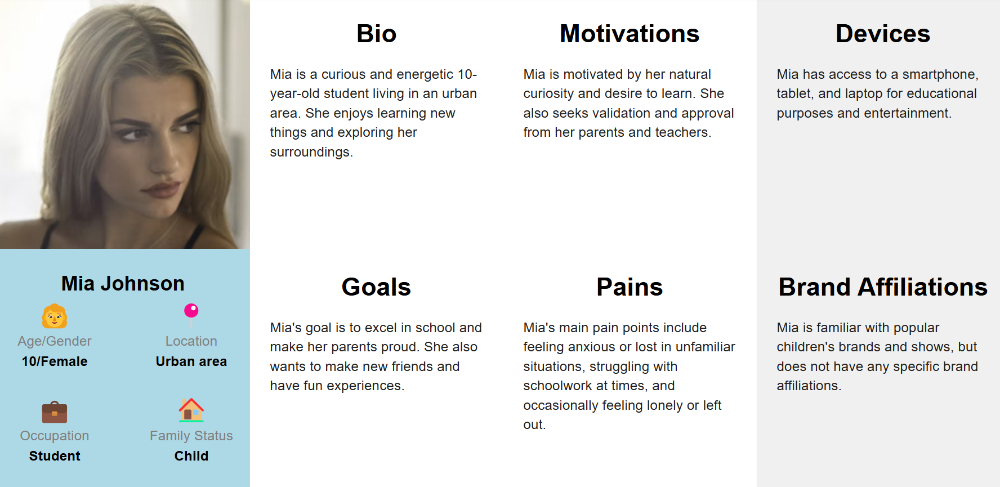 Mia Johnson
Age/Gender
10/Female
Location
Urban area
Occupation
Student
Family Status
Child
Bio
Mia is a curious and energetic 10-
year-old student living in an urban
area. She enjoys learning new
things and exploring her
surroundings.
Motivations
Mia is motivated by her natural
curiosity and desire to learn. She
also seeks validation and approval
from her parents and teachers.
Devices
Mia has access to a smartphone,
tablet, and laptop for educational
purposes and entertainment.
Goals
Mia's goal is to excel in school and
make her parents proud. She also
wants to make new friends and
have fun experiences.
Pains
Mia's main pain points include
feeling anxious or lost in unfamiliar
situations, struggling with
schoolwork at times, and
occasionally feeling lonely or left
out.
Brand Affiliations
Mia is familiar with popular
children's brands and shows, but
does not have any specific brand
affiliations.